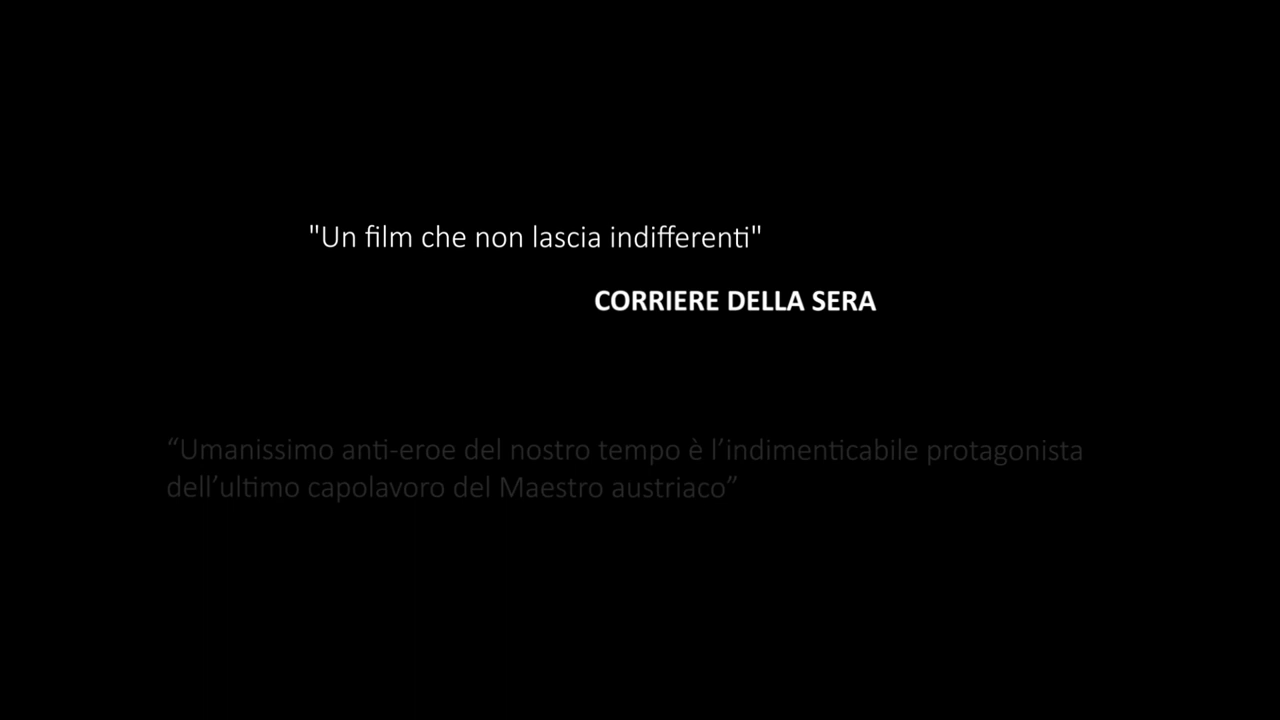 "Un film che non lascia indifferenti"
CORRIERE DELLA SERA
“Umanissimo anti-eroe del nostro tempo è l’indimenticabile protagonista
dell’ultimo capolavoro del Maestro austriaco”